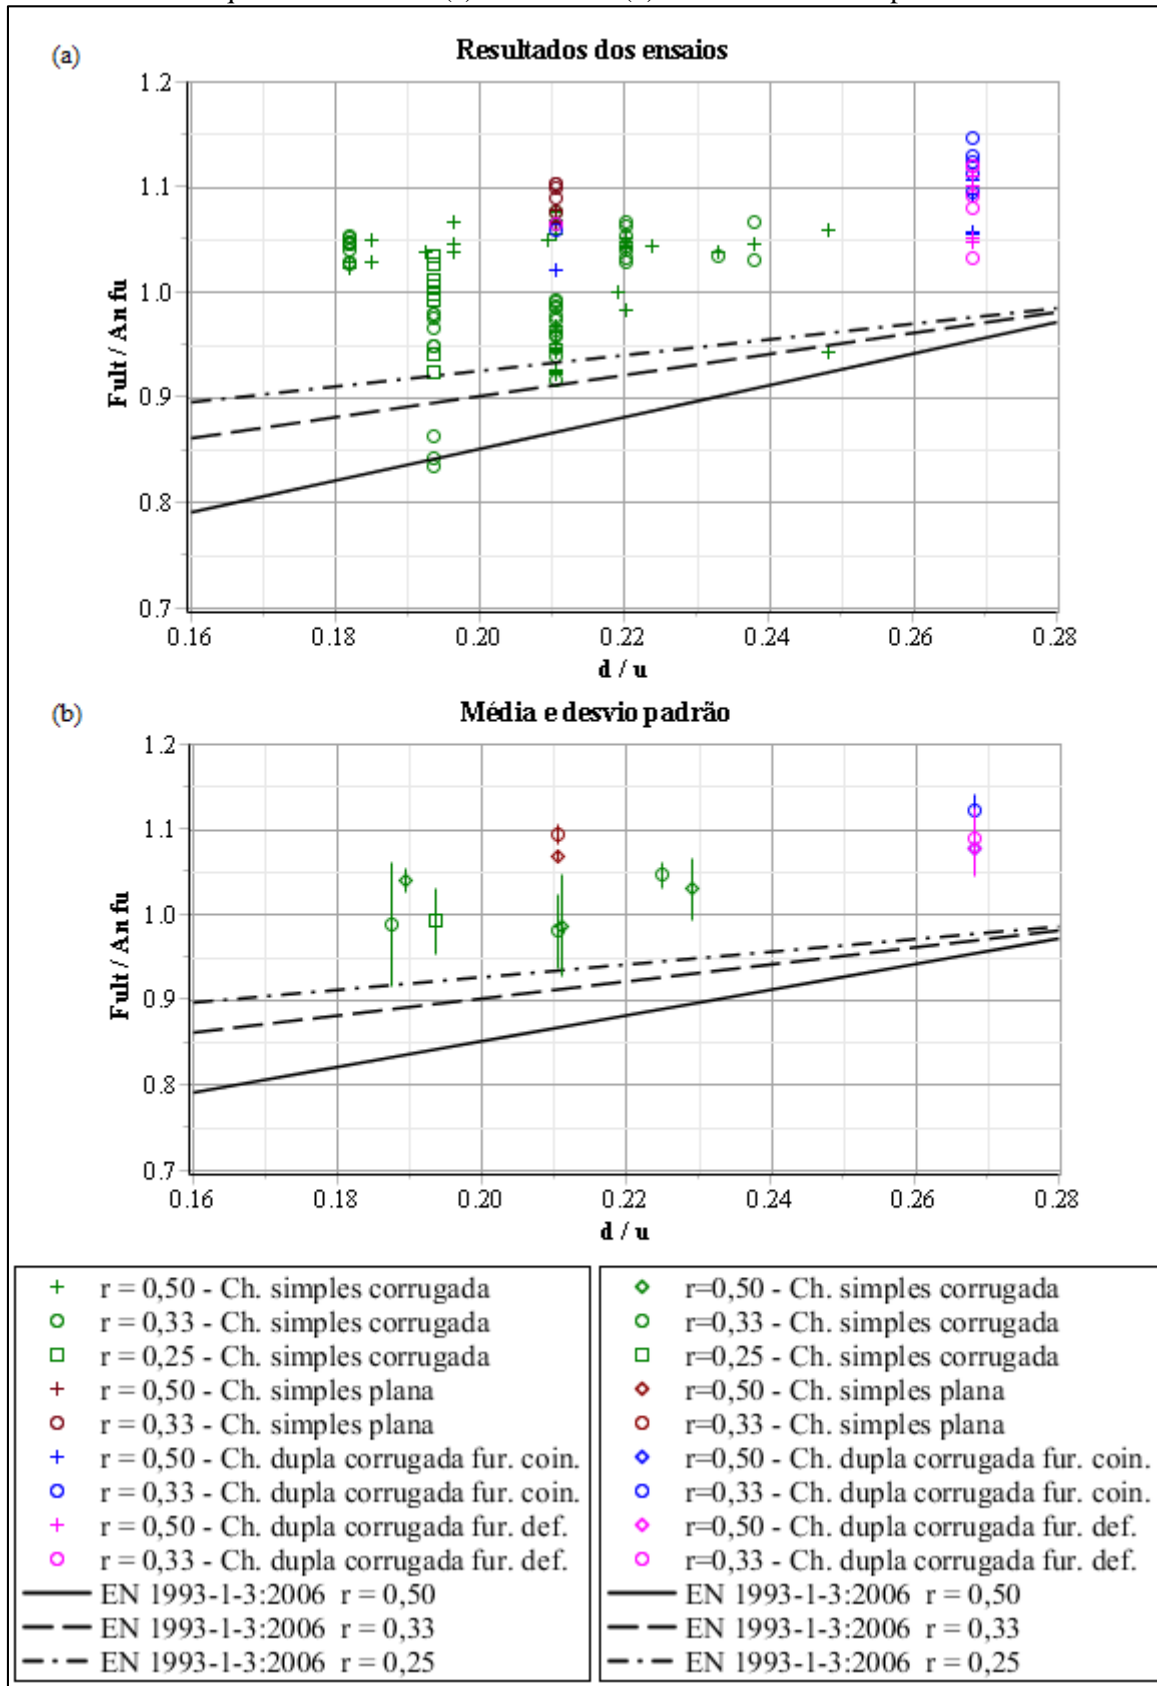 (a)
Resultados dos ensaios
1.2
1.1
1.0
0.9
0.8
0.7
Fult / An fu
0.16 0.18 0.20 0.22 0.24 0.26 0.28
d / u
(b)
Média e desvio padrão
1.2
1.1
1.0
0.9
0.8
0.7
Fult / An fu
0.16 0.18 0.20 0.22 0.24 0.26 0.28
d / u
r = 0,50 - Ch. simples corrugada
r = 0,33 - Ch. simples corrugada
r = 0,25 - Ch. simples corrugada
r = 0,50 - Ch. simples plana
r = 0,33 - Ch. simples plana
r = 0,50 - Ch. dupla corrugada fur. coin.
r = 0,33 - Ch. dupla corrugada fur. coin.
r = 0,50 - Ch. dupla corrugada fur. def.
r = 0,33 - Ch. dupla corrugada fur. def.
EN 1993-1-3:2006 r = 0,50
EN 1993-1-3:2006 r = 0,33
EN 1993-1-3:2006 r = 0,25
r=0,50 - Ch. simples corrugada
r=0,33 - Ch. simples corrugada
r=0,25 - Ch. simples corrugada
r=0,50 - Ch. simples plana
r=0,33 - Ch. simples plana
r=0,50 - Ch. dupla corrugada fur. coin.
r=0,33 - Ch. dupla corrugada fur. coin.
r=0,50 - Ch. dupla corrugada fur. def.
r=0,33 - Ch. dupla corrugada fur. def.
EN 1993-1-3:2006 r = 0,50
EN 1993-1-3:2006 r = 0,33
EN 1993-1-3:2006 r = 0,25